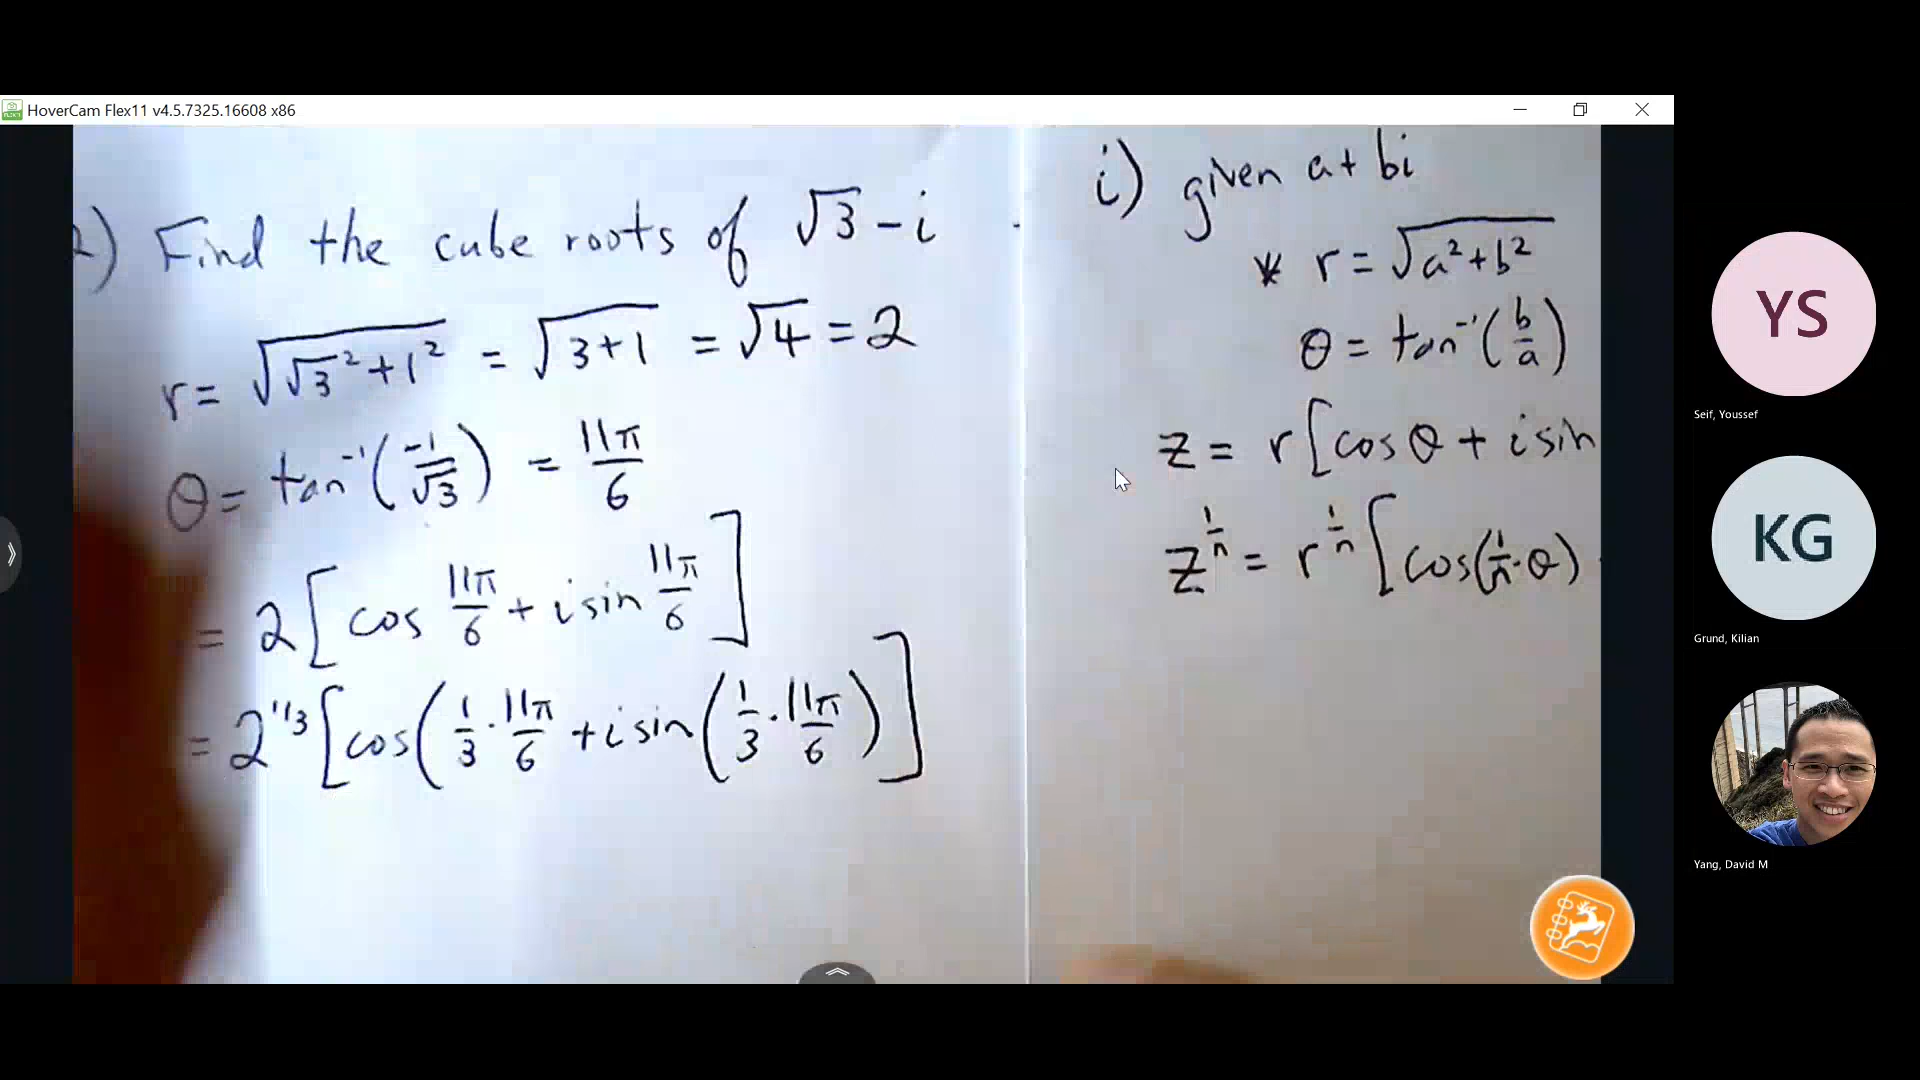 HoverCam Flex11 v4.5.7325.16608 x86
2) Find the cube roots of √3 - i
r = √(√3² + 1²) = √(3+1) = √4 = 2
θ = tan⁻¹(-1/√3) = 11π/6
= 2[cos 11π/6 + i sin 11π/6]
= 2^1/3[cos(1/3 · 11π/6 + i sin(1/3 · 11π/6)]
i) given a + bi
* r = √(a² + b²)
θ = tan⁻¹(b/a)
z = r[cos θ + i sin
z^1/n = r^1/n[cos(1/n · θ)
YS
Seif, Youssef
KG
Grund, Kilian
Yang, David M